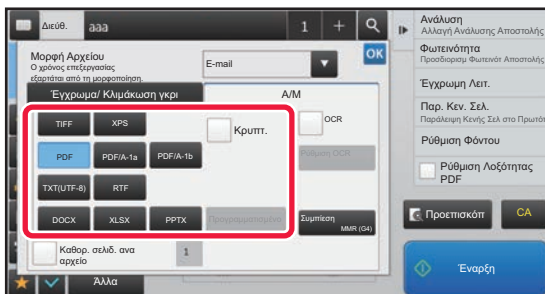 Διεύθ. aaa 1 +
Μορφή Αρχείου
Ο χρόνος επεξεργασίας
εξαρτάται από τη μορφοποίηση.
E-mail
OK
Έγχρωμα/ Κλιμάκωση γκρι
Α/Μ
TIFF XPS
Κρυπτ.
OCR
PDF PDF/A-1a PDF/A-1b
Ρύθμιση OCR
TXT(UTF-8) RTF
DOCX XLSX PPTX
Προγραμματισμένο
Συμπίεση
MMR (G4)
Καθορ. σελιδ. ανα
αρχείο
1
Άλλα
Ανάλυση
Αλλαγή Ανάλυσης Αποστολής
Φωτεινότητα
Προσδιορισμ Φωτεινότ Αποστολής
Έγχρωμη Λειτ.
Παρ. Κεν. Σελ.
Παράλειψη Κενής Σελ στο Πρωτότ
Ρύθμιση Φόντου
Ρύθμιση Λοξότητας
PDF
Προεπισκόπ
CA
Έναρξη